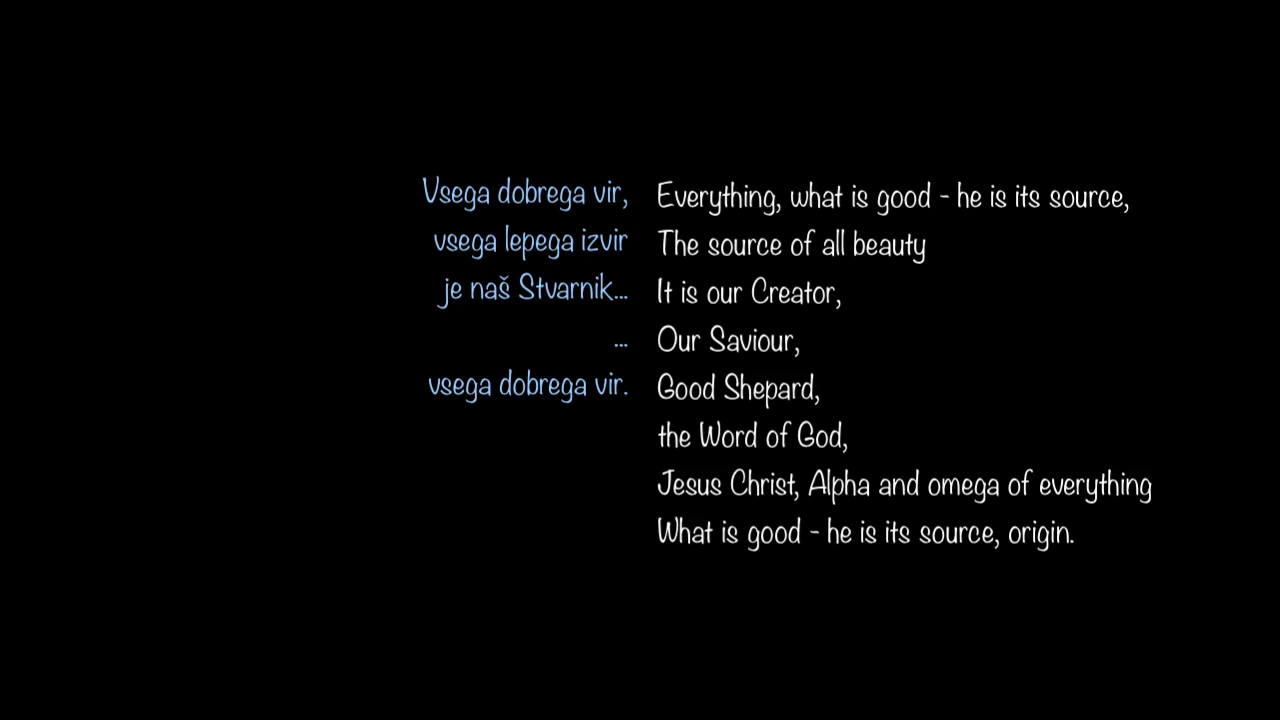 Vsega dobrega vir,
vsega lepega izvir
je naš Stvarnik...
...
vsega dobrega vir.
Everything, what is good - he is its source,
The source of all beauty
It is our Creator,
Our Saviour,
Good Shepard,
the Word of God,
Jesus Christ, Alpha and omega of everything
What is good - he is its source, origin.